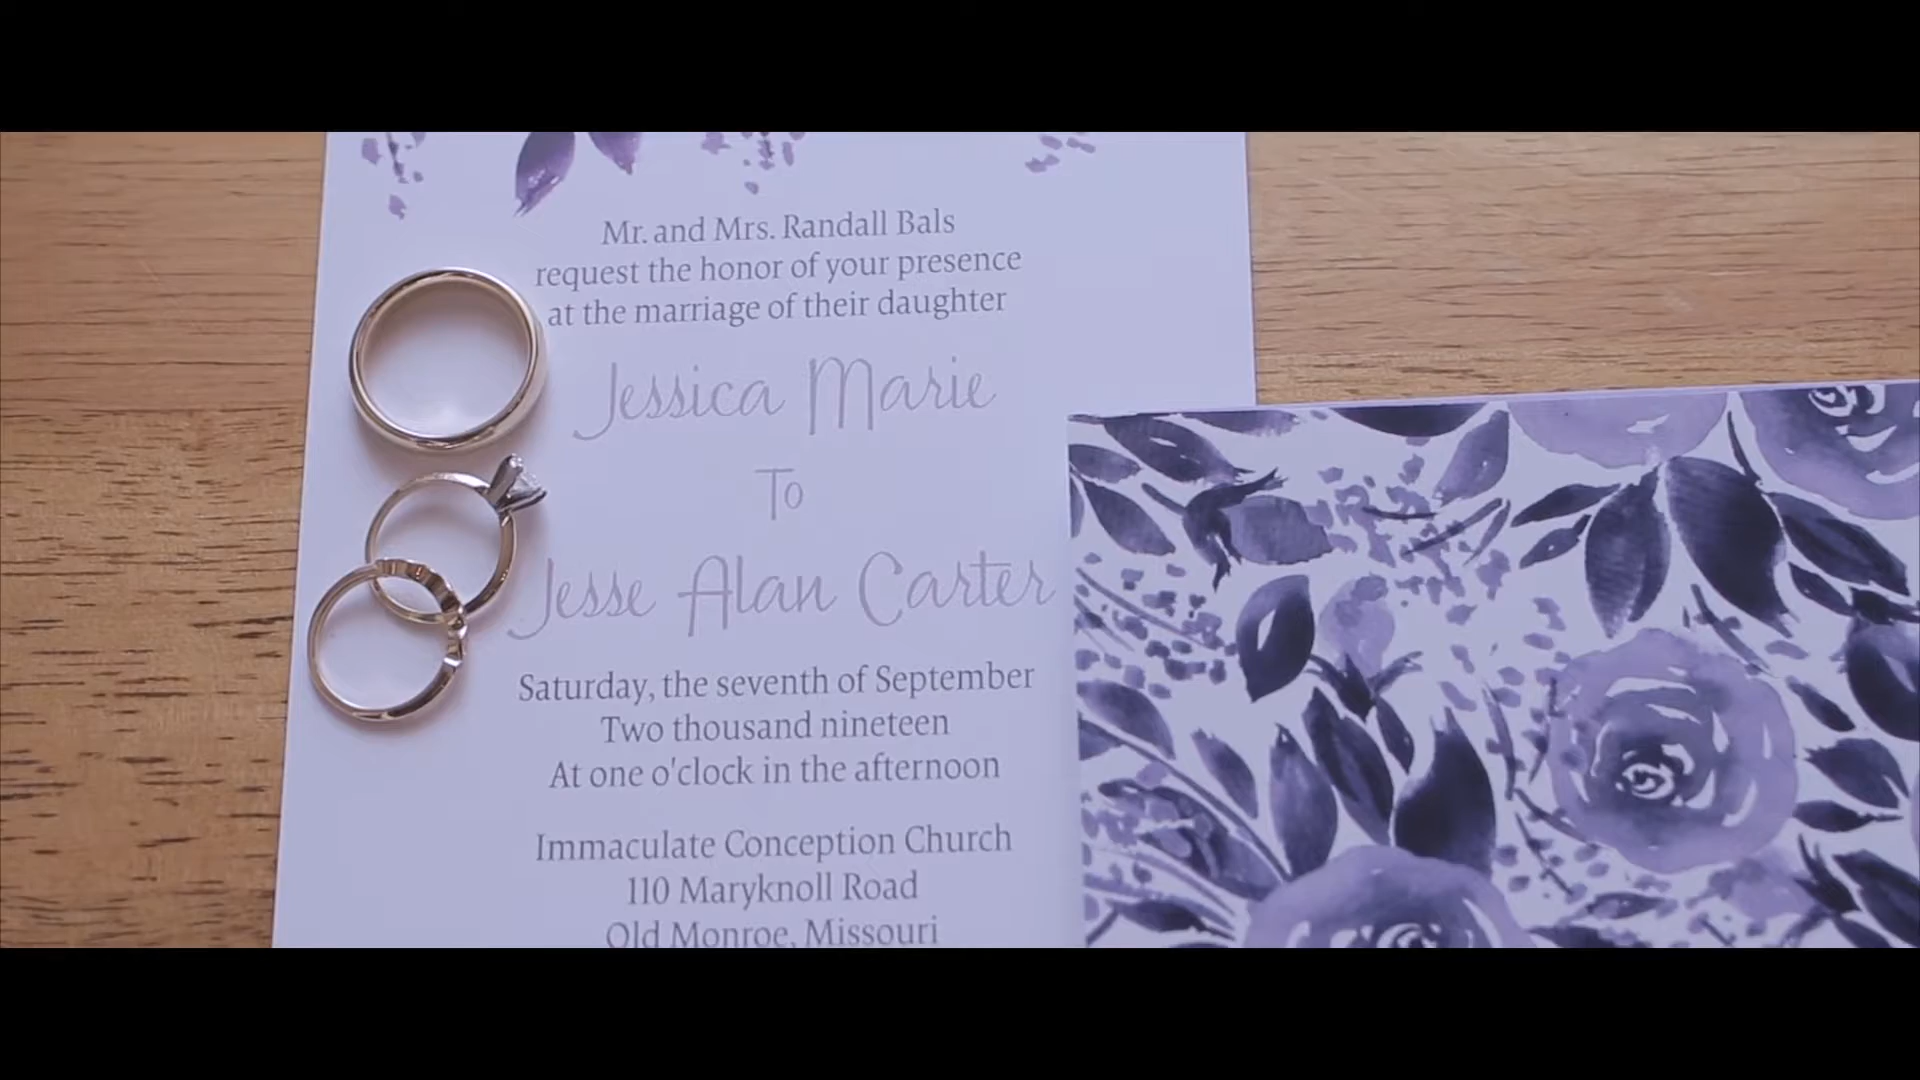 Mr. and Mrs. Randall Bals
request the honor of your presence
at the marriage of their daughter
Jessica Marie
To
Jesse Alan Carter
Saturday, the seventh of September
Two thousand nineteen
At one o'clock in the afternoon
Immaculate Conception Church
110 Maryknoll Road
Old Monroe, Missouri